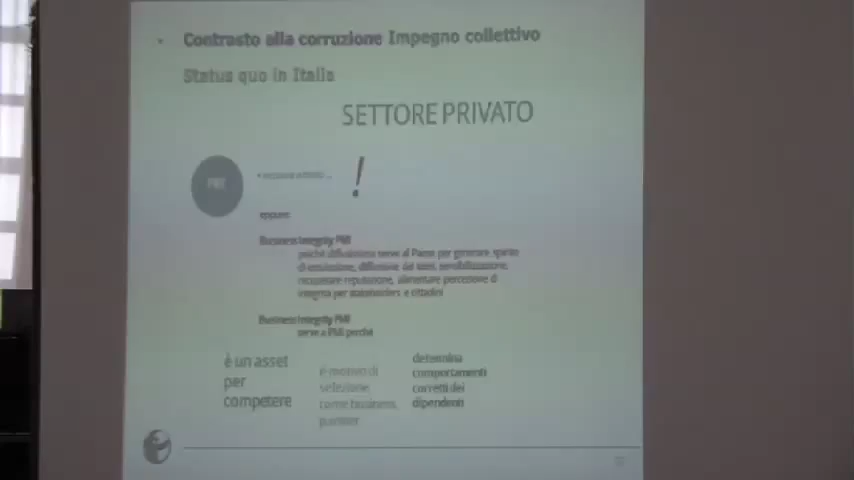 • Contrasto alla corruzione Impegno collettivo
Status quo in Italia
SETTORE PRIVATO
PMI
!
oppure:
Business Integrity PMI
perché diffusissimo serve al Paese per generare spirito
di emulazione, diffusione dei temi, sensibilizzazione,
recuperare reputazione, alimentare percezione di
integrità per stakeholders e cittadini
Business Integrity PMI
serve a PMI perché
è un asset
per
competere
è motivo di
selezione
come business
partner
determina
comportamenti
corretti dei
dipendenti